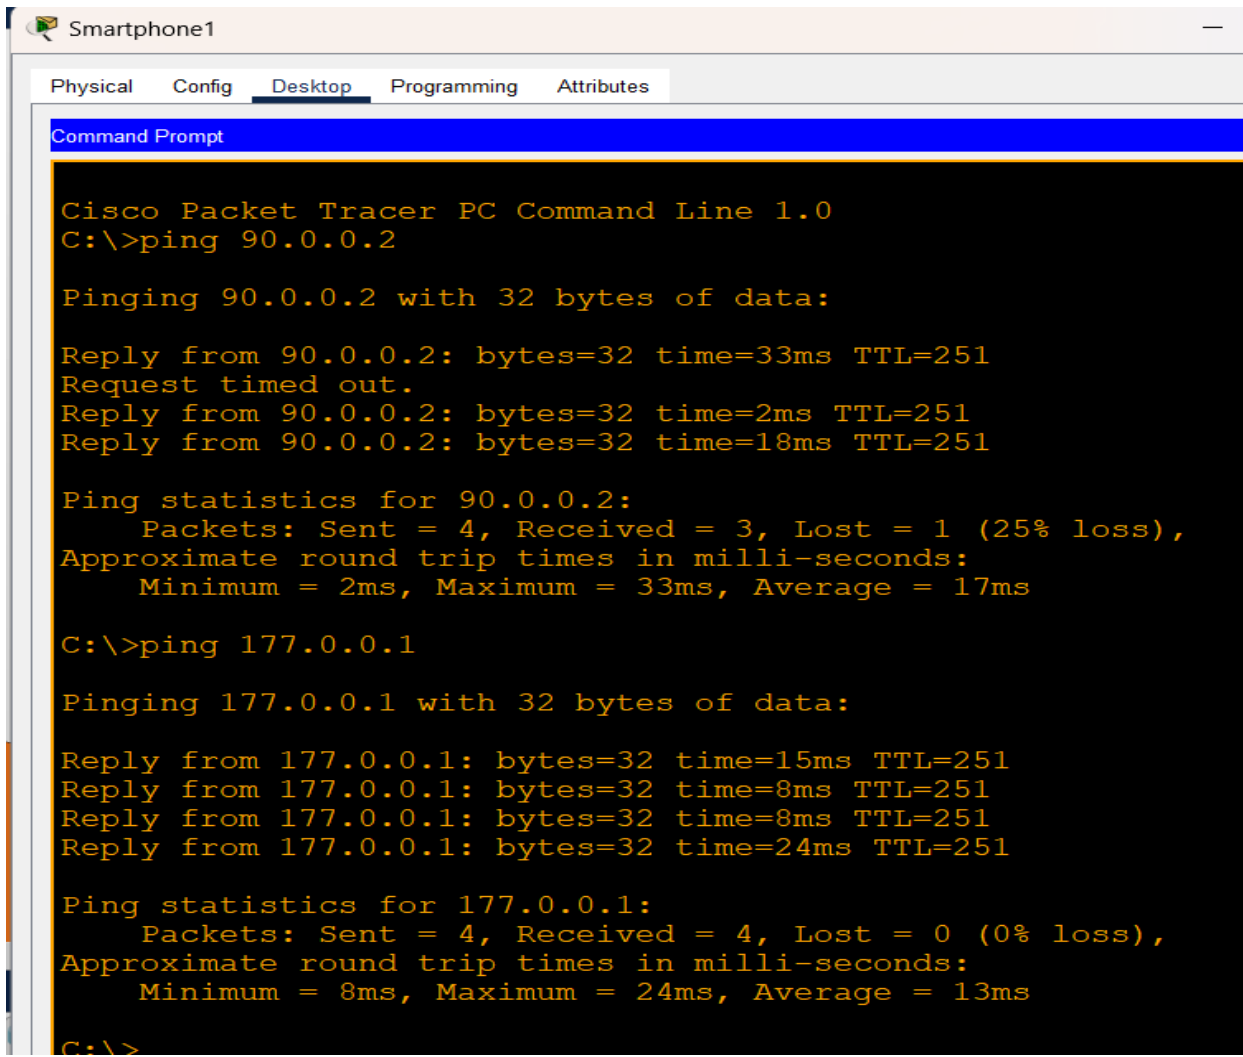 Smartphone1
Physical Config Desktop Programming Attributes
Command Prompt
Cisco Packet Tracer PC Command Line 1.0
C:\>ping 90.0.0.2
Pinging 90.0.0.2 with 32 bytes of data:
Reply from 90.0.0.2: bytes=32 time=33ms TTL=251
Request timed out.
Reply from 90.0.0.2: bytes=32 time=2ms TTL=251
Reply from 90.0.0.2: bytes=32 time=18ms TTL=251
Ping statistics for 90.0.0.2:
Packets: Sent = 4, Received = 3, Lost = 1 (25% loss),
Approximate round trip times in milli-seconds:
Minimum = 2ms, Maximum = 33ms, Average = 17ms
C:\>ping 177.0.0.1
Pinging 177.0.0.1 with 32 bytes of data:
Reply from 177.0.0.1: bytes=32 time=15ms TTL=251
Reply from 177.0.0.1: bytes=32 time=8ms TTL=251
Reply from 177.0.0.1: bytes=32 time=8ms TTL=251
Reply from 177.0.0.1: bytes=32 time=24ms TTL=251
Ping statistics for 177.0.0.1:
Packets: Sent = 4, Received = 4, Lost = 0 (0% loss),
Approximate round trip times in milli-seconds:
Minimum = 8ms, Maximum = 24ms, Average = 13ms
C:\>